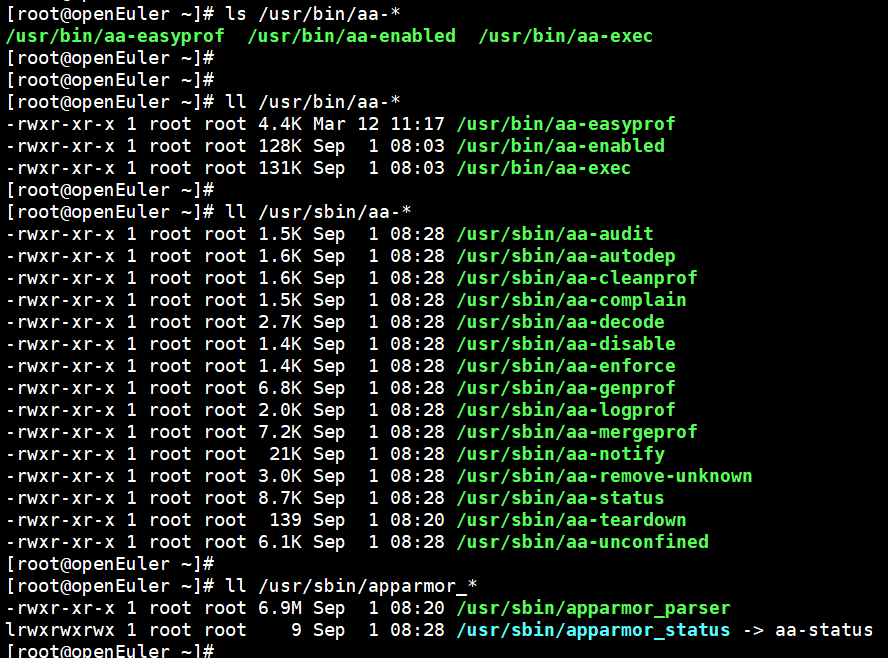 [root@openEuler ~]# ls /usr/bin/aa-*
/usr/bin/aa-easyprof  /usr/bin/aa-enabled  /usr/bin/aa-exec
[root@openEuler ~]#
[root@openEuler ~]#
[root@openEuler ~]# ll /usr/bin/aa-*
-rwxr-xr-x 1 root root 4.4K Mar 12 11:17 /usr/bin/aa-easyprof
-rwxr-xr-x 1 root root 128K Sep  1 08:03 /usr/bin/aa-enabled
-rwxr-xr-x 1 root root 131K Sep  1 08:03 /usr/bin/aa-exec
[root@openEuler ~]#
[root@openEuler ~]# ll /usr/sbin/aa-*
-rwxr-xr-x 1 root root 1.5K Sep  1 08:28 /usr/sbin/aa-audit
-rwxr-xr-x 1 root root 1.6K Sep  1 08:28 /usr/sbin/aa-autodep
-rwxr-xr-x 1 root root 1.6K Sep  1 08:28 /usr/sbin/aa-cleanprof
-rwxr-xr-x 1 root root 1.5K Sep  1 08:28 /usr/sbin/aa-complain
-rwxr-xr-x 1 root root 2.7K Sep  1 08:28 /usr/sbin/aa-decode
-rwxr-xr-x 1 root root 1.4K Sep  1 08:28 /usr/sbin/aa-disable
-rwxr-xr-x 1 root root 1.4K Sep  1 08:28 /usr/sbin/aa-enforce
-rwxr-xr-x 1 root root 6.8K Sep  1 08:28 /usr/sbin/aa-genprof
-rwxr-xr-x 1 root root 2.0K Sep  1 08:28 /usr/sbin/aa-logprof
-rwxr-xr-x 1 root root 7.2K Sep  1 08:28 /usr/sbin/aa-mergeprof
-rwxr-xr-x 1 root root  21K Sep  1 08:28 /usr/sbin/aa-notify
-rwxr-xr-x 1 root root 3.0K Sep  1 08:28 /usr/sbin/aa-remove-unknown
-rwxr-xr-x 1 root root 8.7K Sep  1 08:28 /usr/sbin/aa-status
-rwxr-xr-x 1 root root  139 Sep  1 08:20 /usr/sbin/aa-teardown
-rwxr-xr-x 1 root root 6.1K Sep  1 08:28 /usr/sbin/aa-unconfined
[root@openEuler ~]#
[root@openEuler ~]# ll /usr/sbin/apparmor_*
-rwxr-xr-x 1 root root 6.9M Sep  1 08:20 /usr/sbin/apparmor_parser
lrwxrwxrwx 1 root root    9 Sep  1 08:28 /usr/sbin/apparmor_status -> aa-status
[root@openEuler ~]#